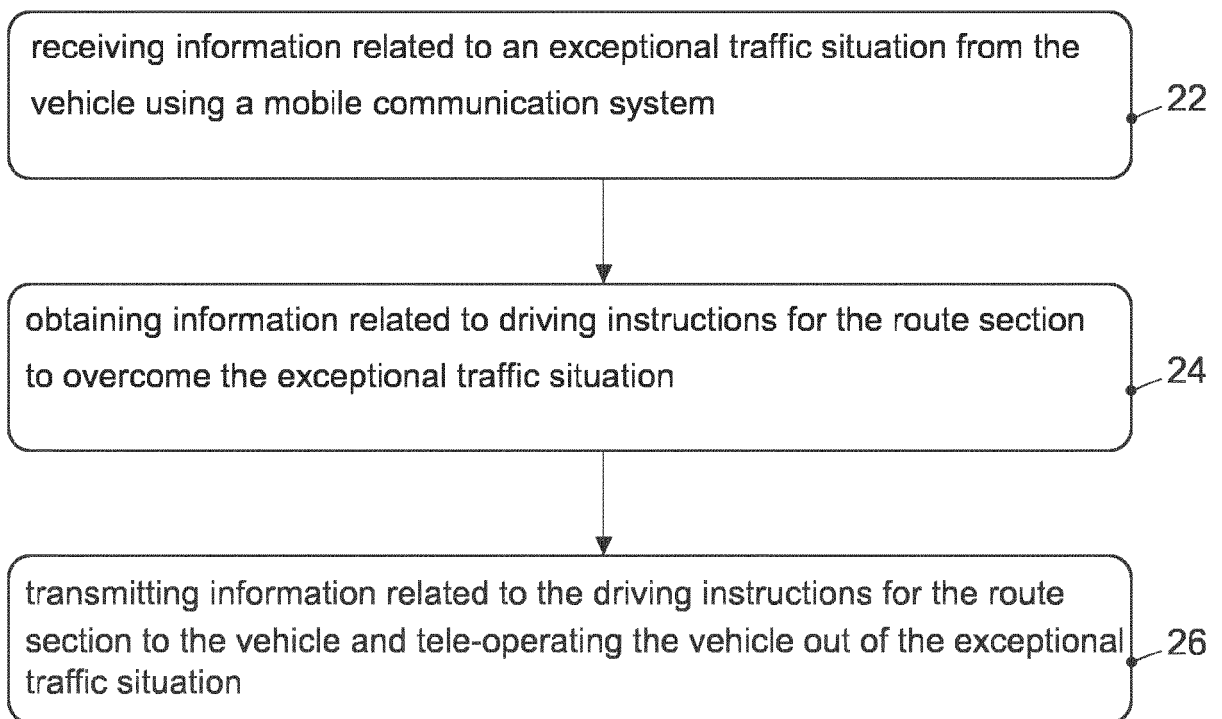 receiving information related to an exceptional traffic situation from the
vehicle using a mobile communication system
22
obtaining information related to driving instructions for the route section
to overcome the exceptional traffic situation
24
transmitting information related to the driving instructions for the route
section to the vehicle and tele-operating the vehicle out of the exceptional
traffic situation
26